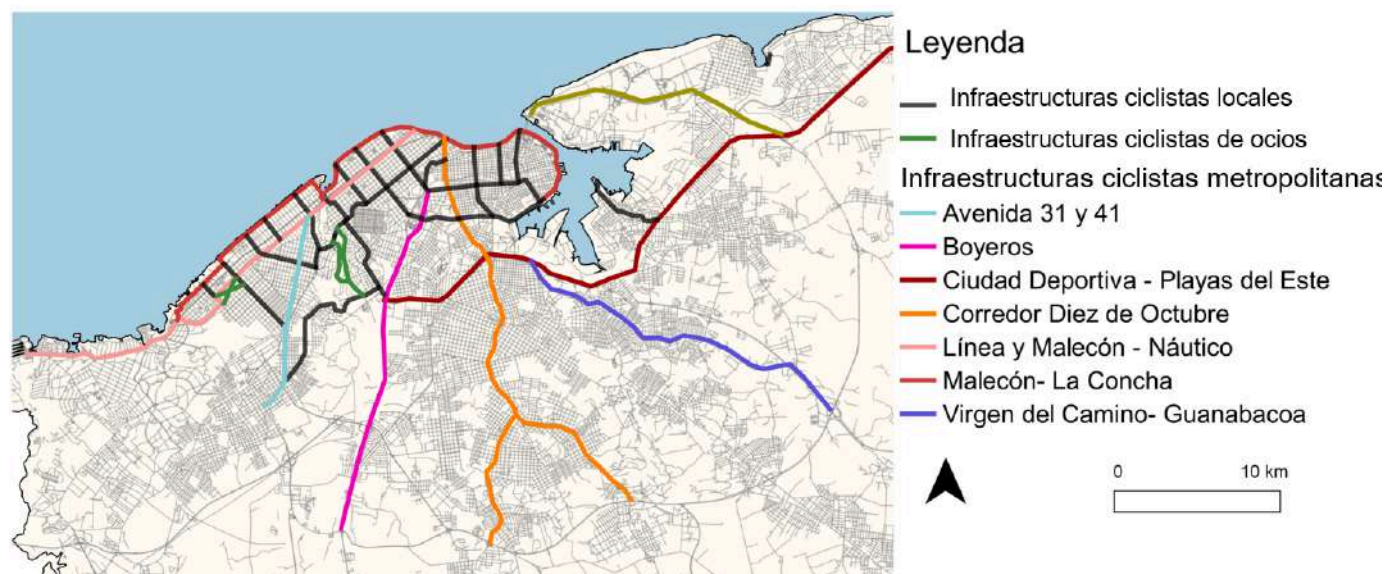 Leyenda
Infraestructuras ciclistas locales
Infraestructuras ciclistas de ocios
Infraestructuras ciclistas metropolitanas
Avenida 31 y 41
Boyeros
Ciudad Deportiva - Playas del Este
Corredor Diez de Octubre
Línea y Malecón - Náutico
Malecón- La Concha
Virgen del Camino- Guanabacoa
0 10 km